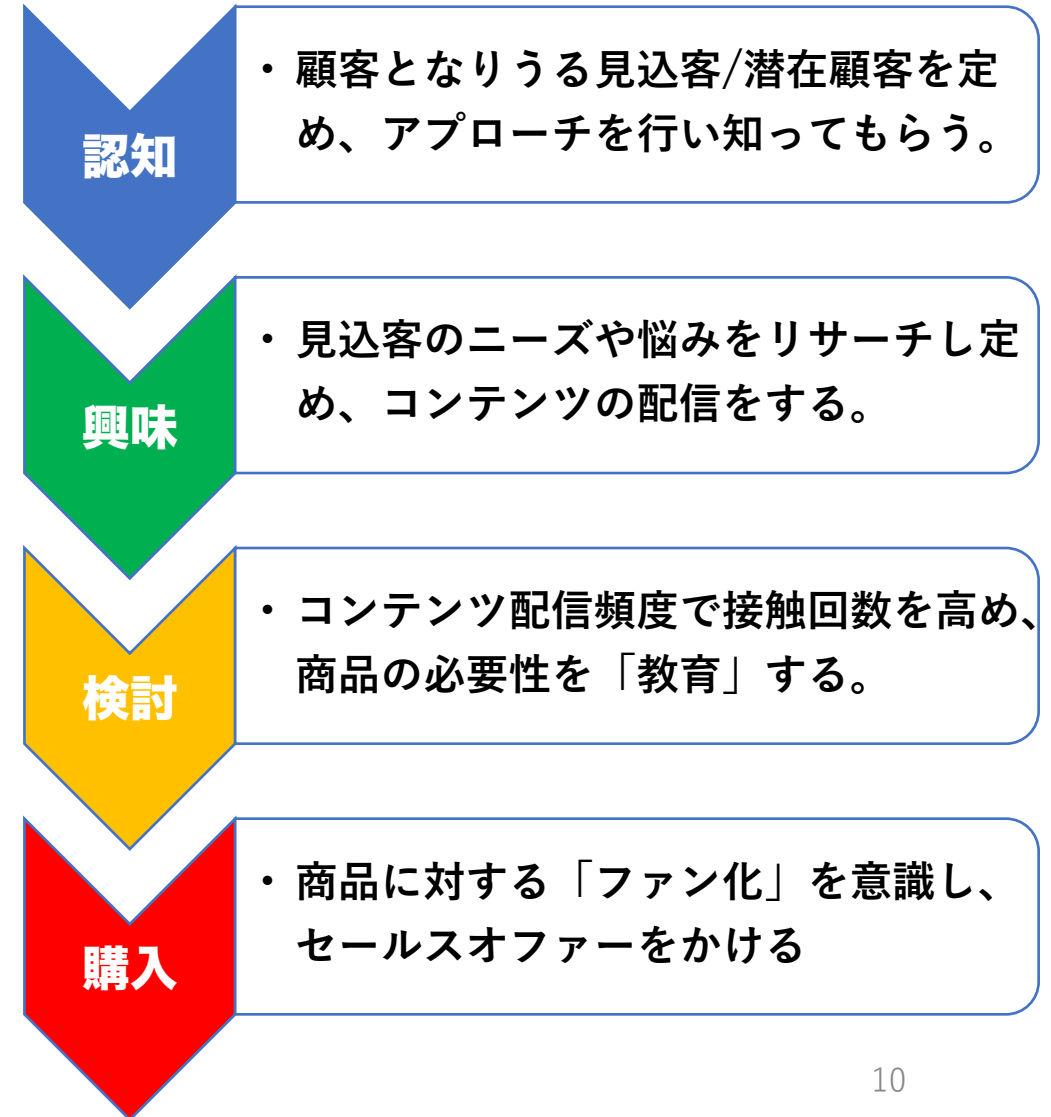 認知
・顧客となりうる見込客/潜在顧客を定
め、アプローチを行い知ってもらう。
興味
・見込客のニーズや悩みをリサーチし定
め、コンテンツの配信をする。
検討
・コンテンツ配信頻度で接触回数を高め、
商品の必要性を「教育」する。
購入
・商品に対する「ファン化」を意識し、
セールスオファーをかける
10